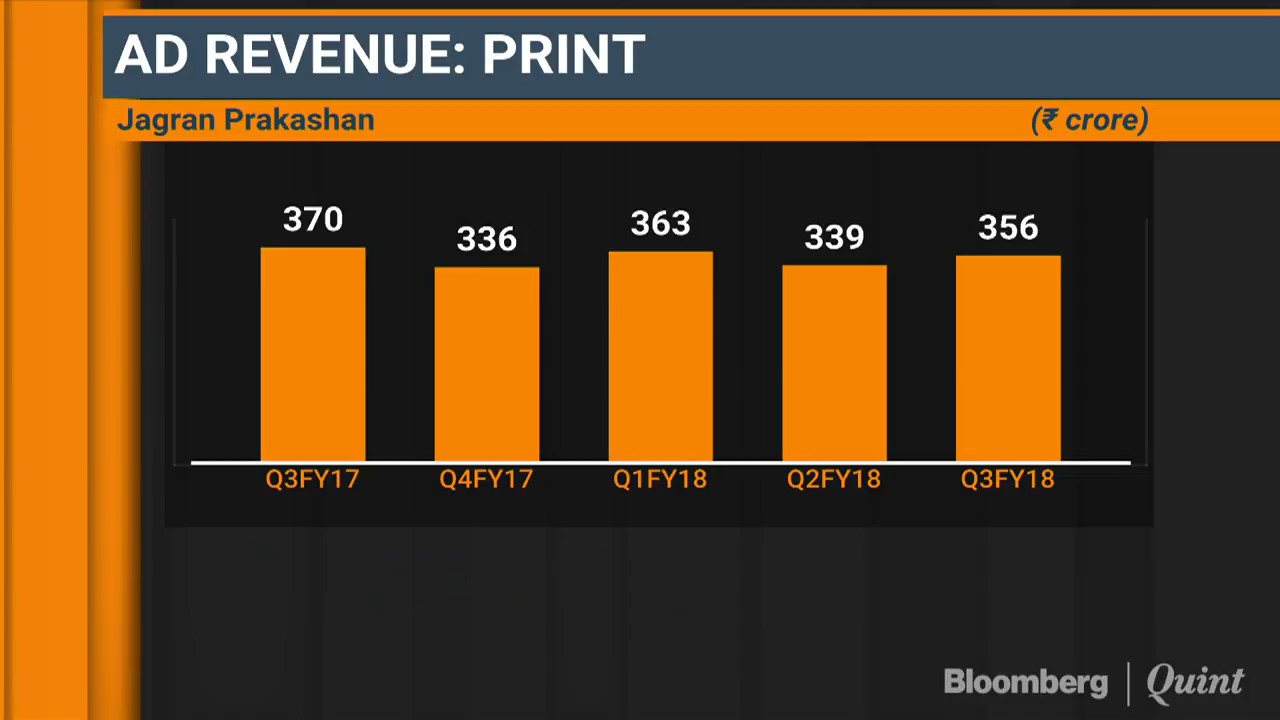 AD REVENUE: PRINT
Jagran Prakashan (₹ crore)
370 336 363 339 356
Q3FY17 Q4FY17 Q1FY18 Q2FY18 Q3FY18
Bloomberg | Quint